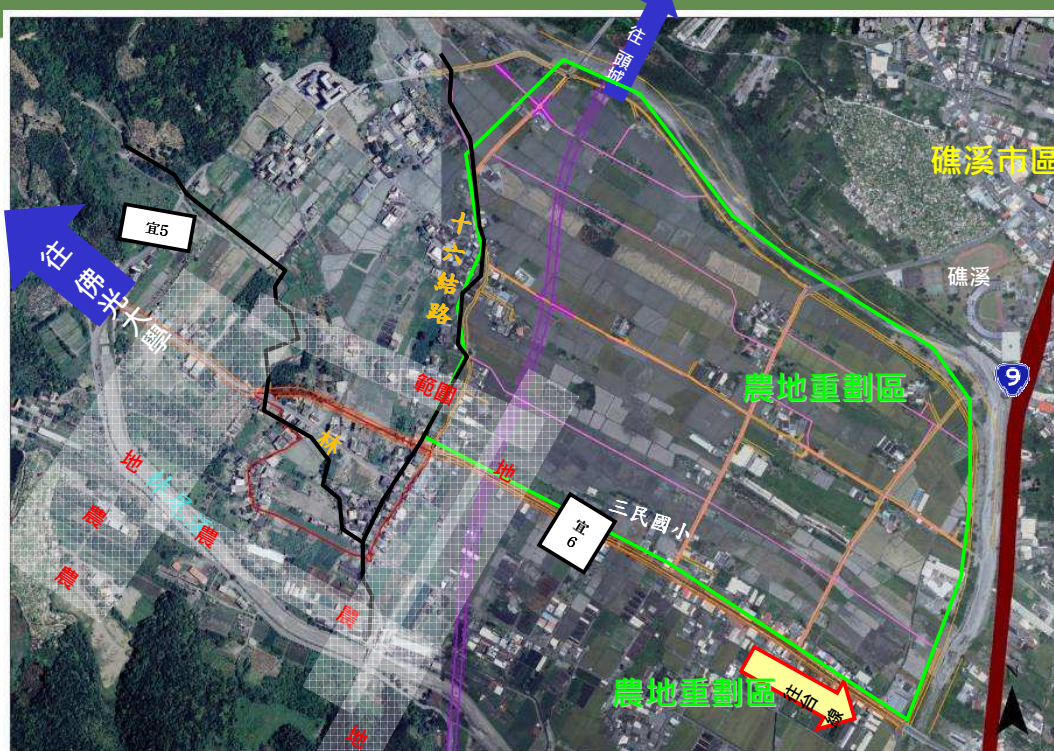 往頭城
礁溪市區
宜5
往佛光大學
十六結路
礁溪
9
範圍
農地重劃區
林
地
地
農
農
農
宜6
三民國小
農
農地重劃區
往台 線
地